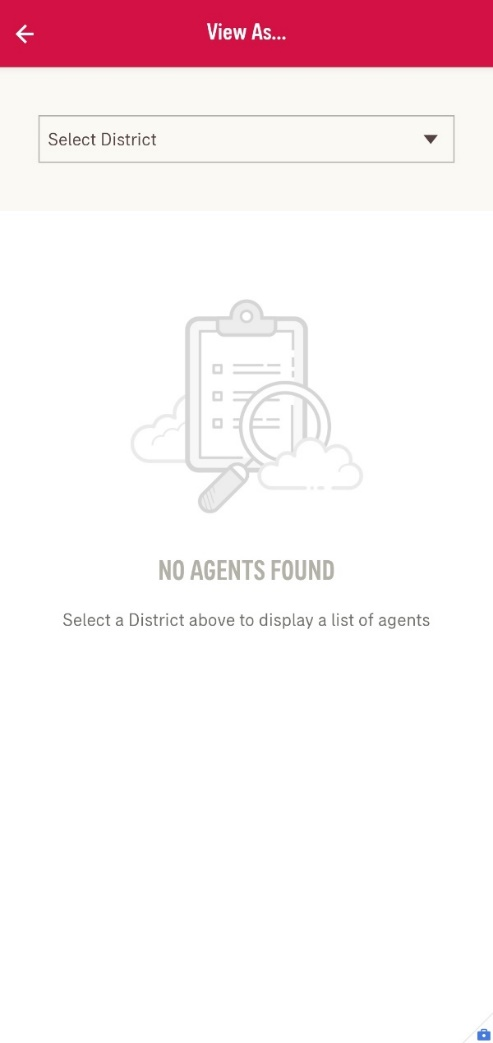 View As...
Select District
NO AGENTS FOUND
Select a District above to display a list of agents